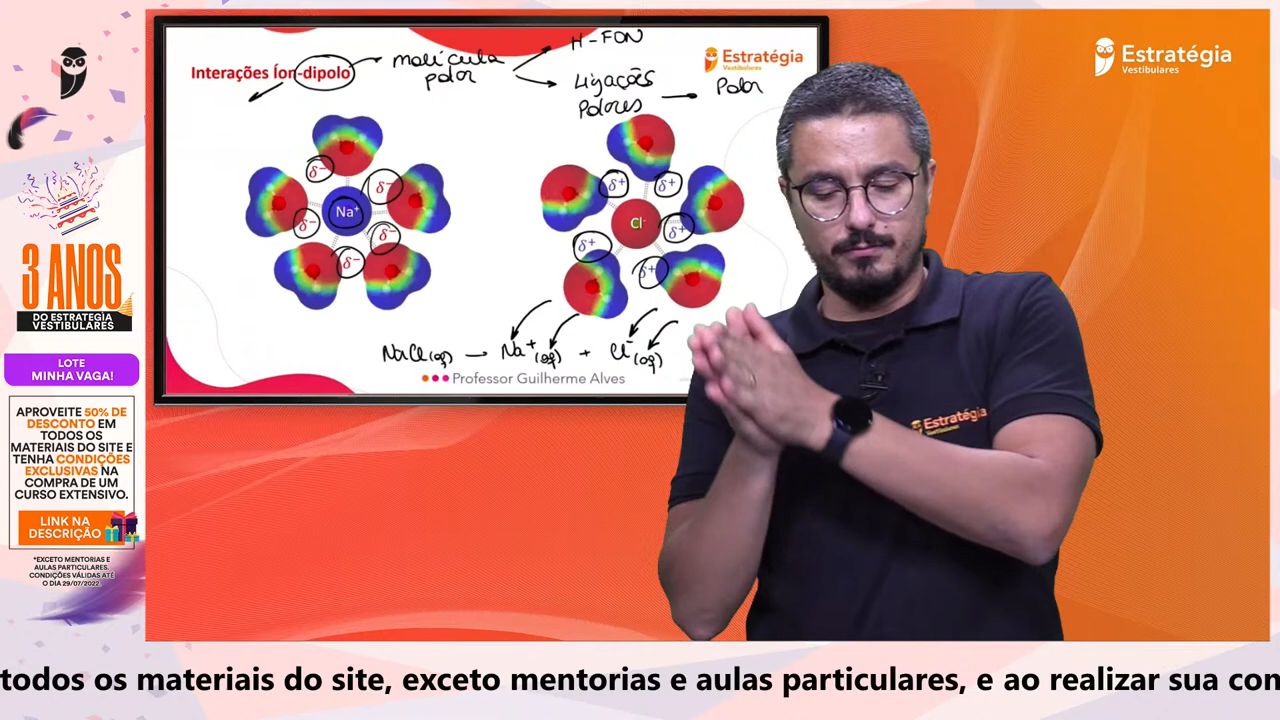 3 ANOS
DO ESTRATEGIA
VESTIBULARES
LOTE
MINHA VAGA!
APROVEITE 50% DE
DESCONTO EM
TODOS OS
MATERIAIS DO SITE E
TENHA CONDIÇÕES
EXCLUSIVAS NA
COMPRA DE UM
CURSO EXTENSIVO.
LINK NA
DESCRIÇÃO
*EXCETO MENTORIAS E
AULAS PARTICULARES.
CONDIÇÕES VÁLIDAS ATÉ
O DIA 29/07/2022.
Interações Íon-dipolo
molécula
polar
H-FON
Ligações
Polares
Polar
Estratégia
Vestibulares
δ-
δ-
δ-
δ-
δ-
Na+
δ+
δ+
δ+
δ+
δ+
Cl-
NaCl(aq) — Na+(aq) + Cl-(aq)
Professor Guilherme Alves
Estratégia
Vestibulares
Estratégia
Vestibulares
todos os materiais do site, exceto mentorias e aulas particulares, e ao realizar sua com